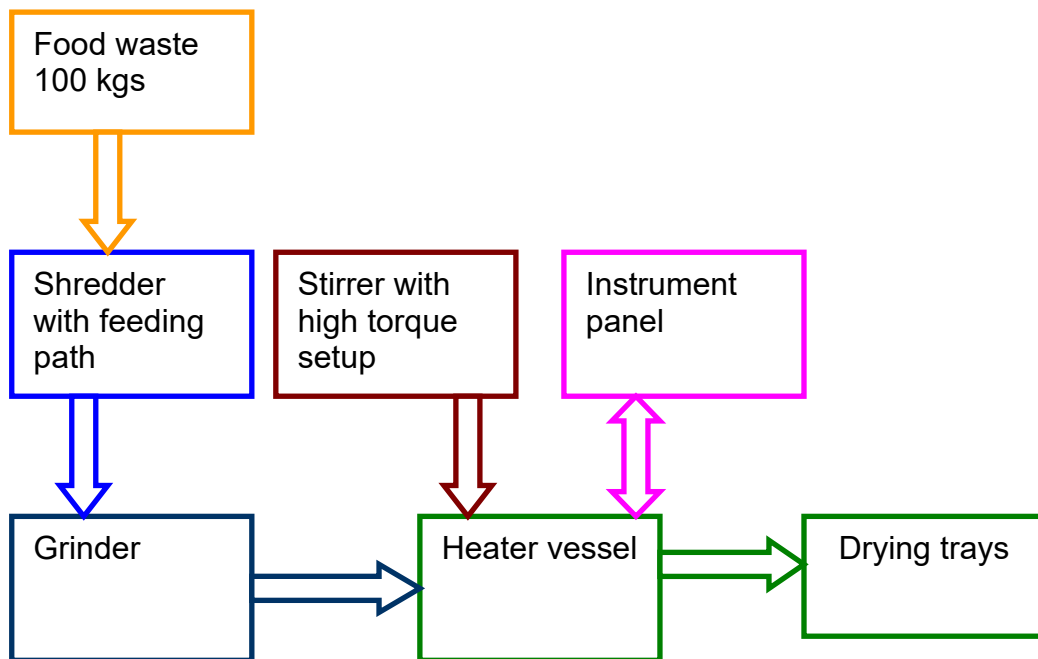 Food waste
100 kgs
Shredder
with feeding
path
Stirrer with
high torque
setup
Instrument
panel
Grinder
Heater vessel
Drying trays